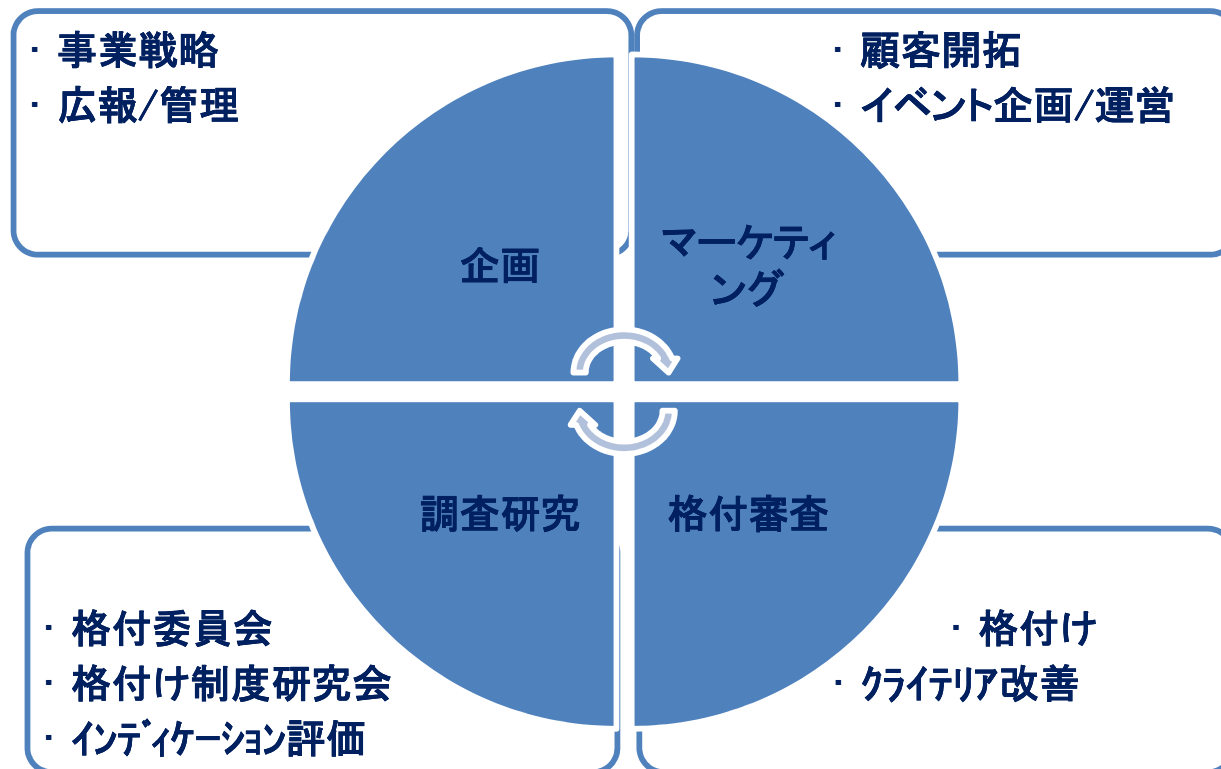 · 事業戦略
· 広報/管理
· 顧客開拓
· イベント企画/運営
企画
マーケティ
ング
調査研究
格付審査
· 格付委員会
· 格付け制度研究会
· インディケーション評価
· 格付け
· クライテリア改善